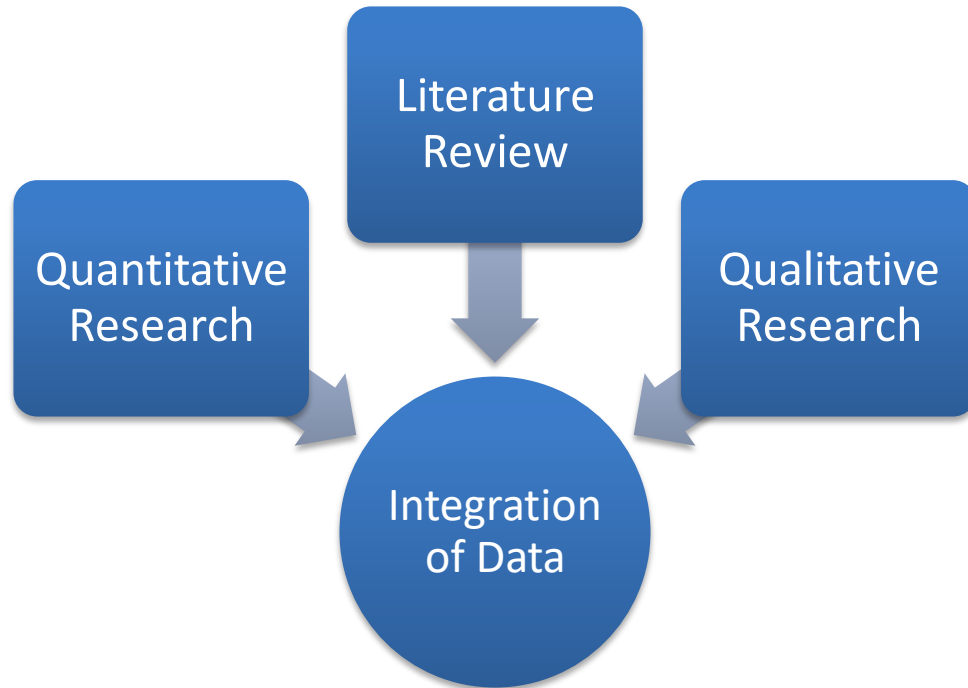 Literature
Review
Quantitative
Research
Qualitative
Research
Integration
of Data